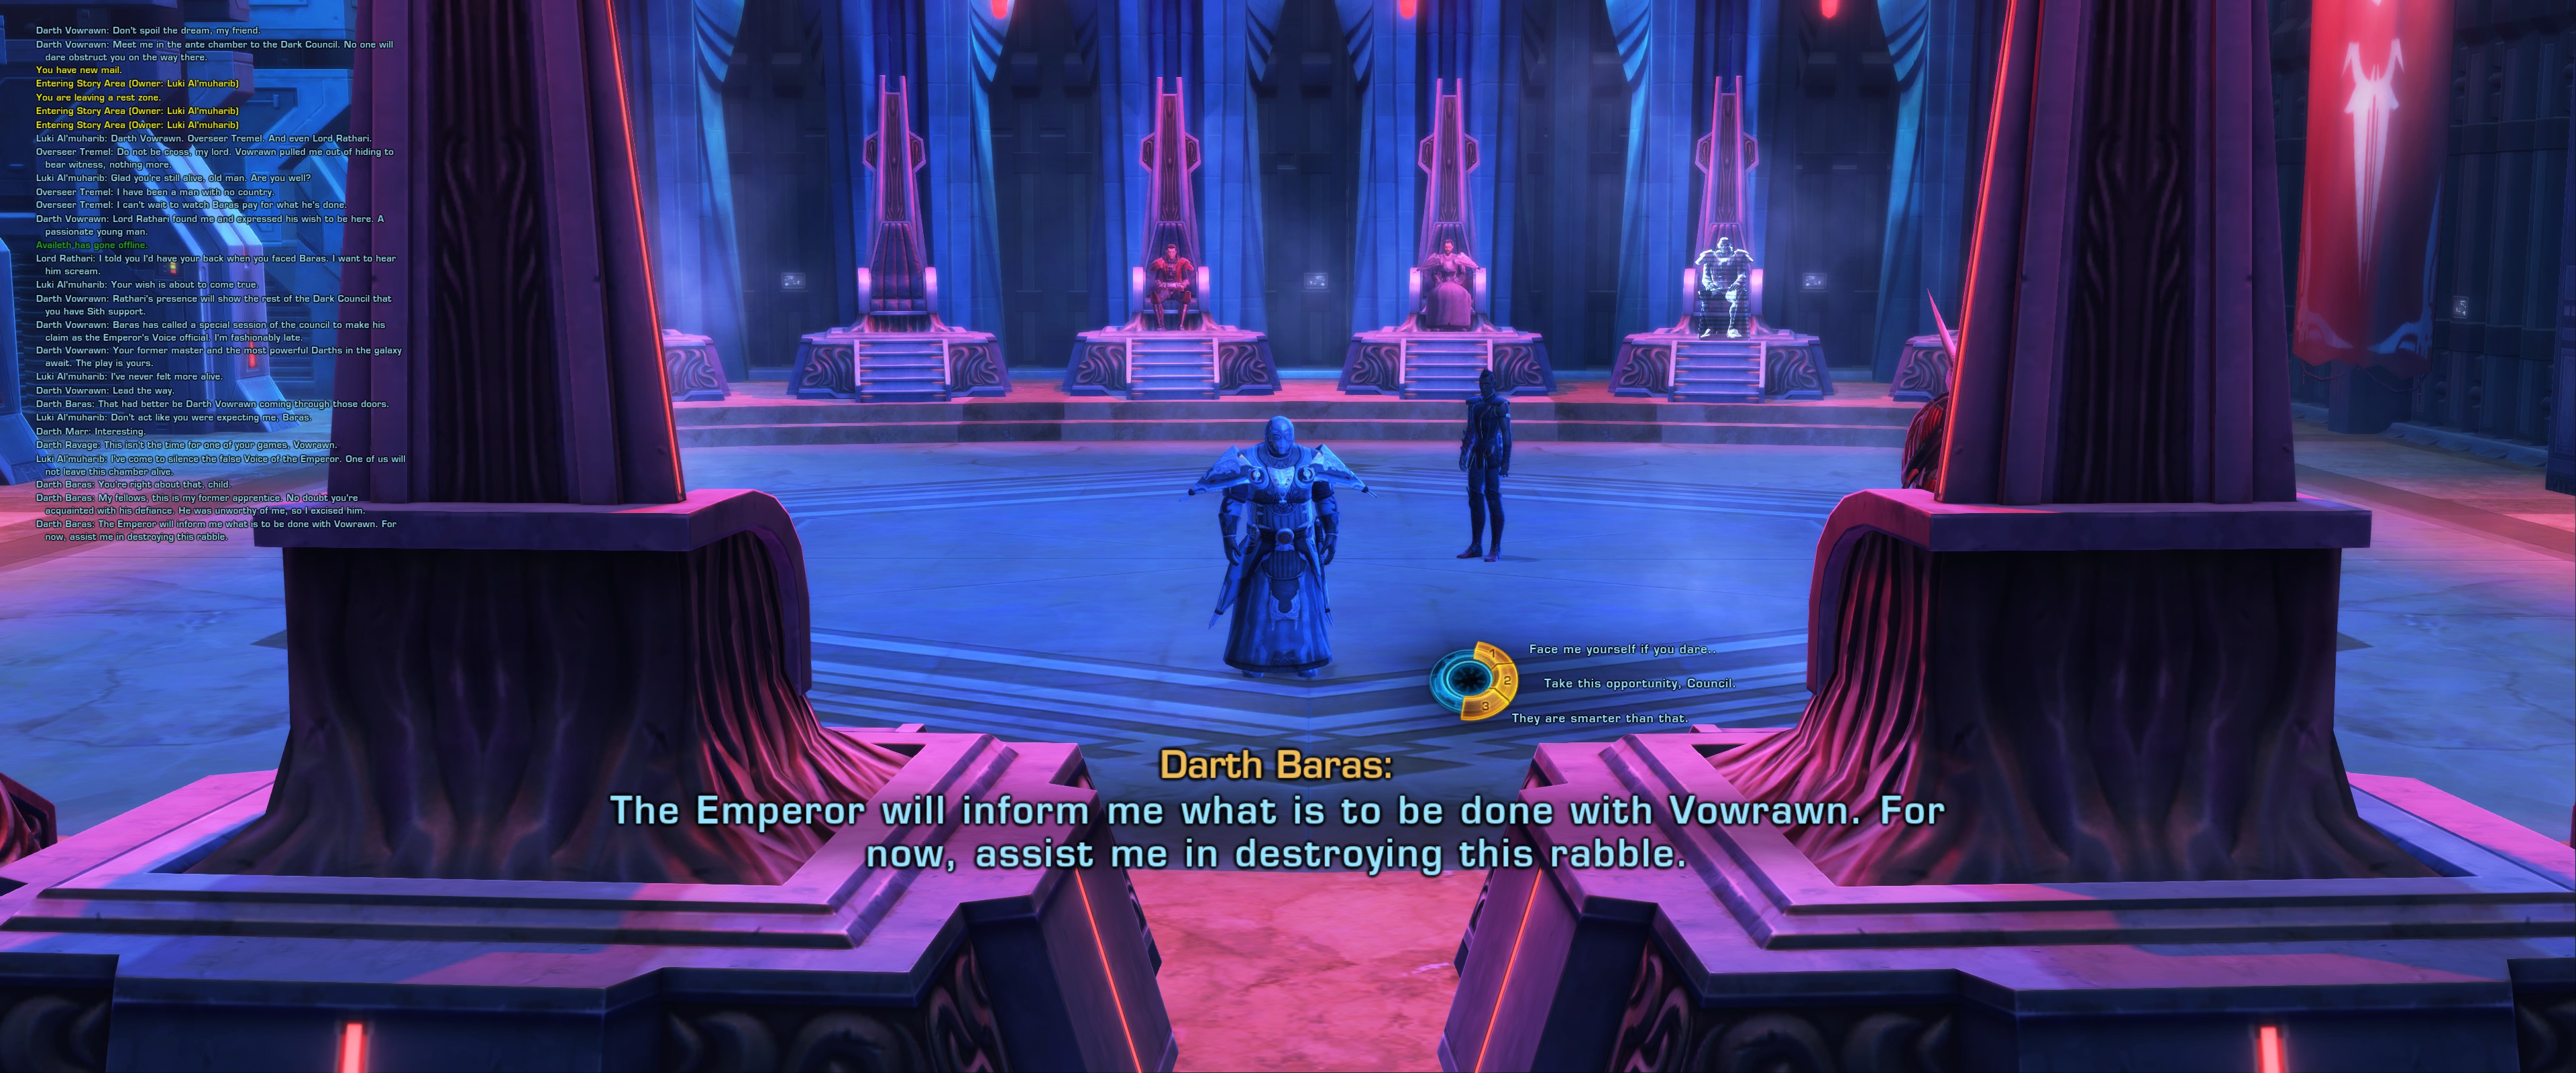 Darth Vowrawn: Don't spoil the dream, my friend.
Darth Vowrawn: Meet me in the ante chamber to the Dark Council. No one will
dare obstruct you on the way there.
You have new mail.
Entering Story Area (Owner: Luki Al'muharib)
You are leaving a rest zone.
Entering Story Area (Owner: Luki Al'muharib)
Entering Story Area (Owner: Luki Al'muharib)
Luki Al'muharib: Darth Vowrawn. Overseer Tremel. And even Lord Rathari.
Overseer Tremel: Do not be cross, my lord. Vowrawn pulled me out of hiding to
bear witness, nothing more.
Luki Al'muharib: Glad you're still alive, old man. Are you well?
Overseer Tremel: I have been a man with no country.
Overseer Tremel: I can't wait to watch Baras pay for what he's done.
Darth Vowrawn: Lord Rathari found me and expressed his wish to be here. A
passionate young man.
Availeth has gone offline.
Lord Rathari: I told you I'd have your back when you faced Baras. I want to hear
him scream.
Luki Al'muharib: Your wish is about to come true.
Darth Vowrawn: Rathari's presence will show the rest of the Dark Council that
you have Sith support.
Darth Vowrawn: Baras has called a special session of the council to make his
claim as the Emperor's Voice official. I'm fashionably late.
Darth Vowrawn: Your former master and the most powerful Darths in the galaxy
await. The play is yours.
Luki Al'muharib: I've never felt more alive.
Darth Vowrawn: Lead the way.
Darth Baras: That had better be Darth Vowrawn coming through those doors.
Luki Al'muharib: Don't act like you were expecting me, Baras.
Darth Marr: Interesting.
Darth Ravage: This isn't the time for one of your games, Vowrawn.
Luki Al'muharib: I've come to silence the false Voice of the Emperor. One of us will
not leave this chamber alive.
Darth Baras: You're right about that, child.
Darth Baras: My fellows, this is my former apprentice. No doubt you're
acquainted with his defiance. He was unworthy of me, so I excised him.
Darth Baras: The Emperor will inform me what is to be done with Vowrawn. For
now, assist me in destroying this rabble.
1 Face me yourself if you dare..
2 Take this opportunity, Council.
3 They are smarter than that.
Darth Baras:
The Emperor will inform me what is to be done with Vowrawn. For
now, assist me in destroying this rabble.